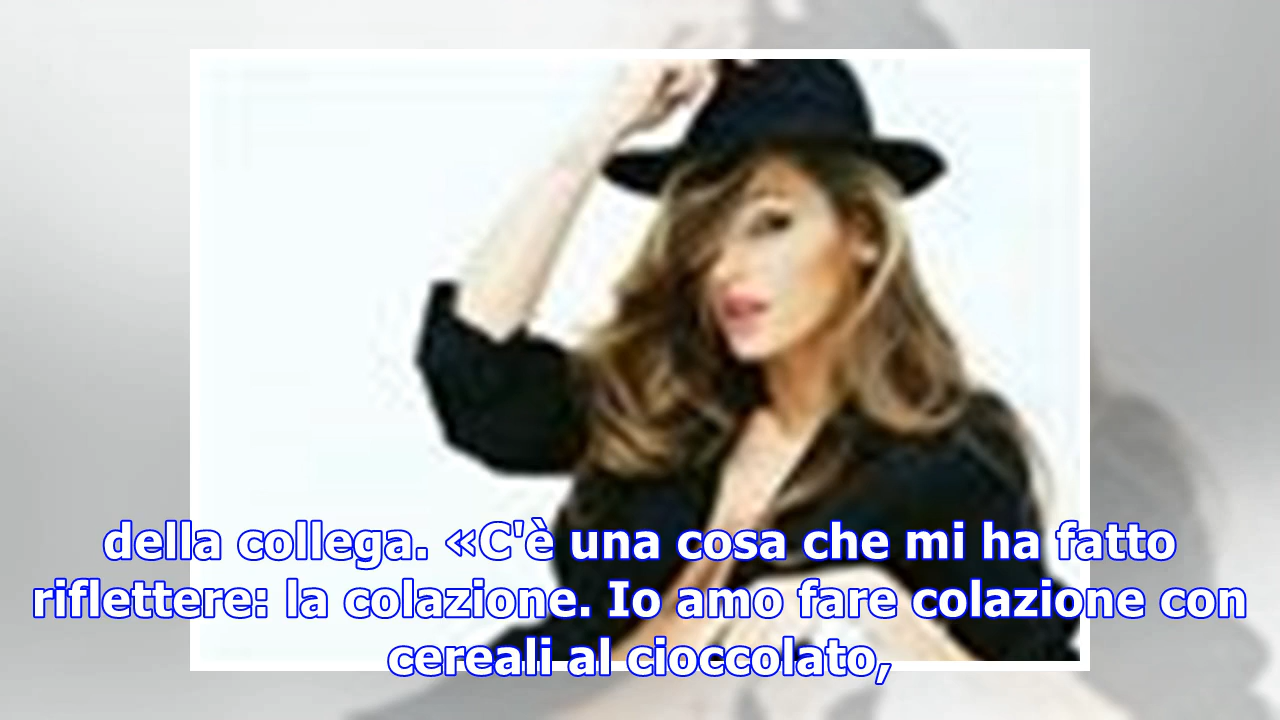 della collega. «C'è una cosa che mi ha fatto
riflettere: la colazione. Io amo fare colazione con
cereali al cioccolato,